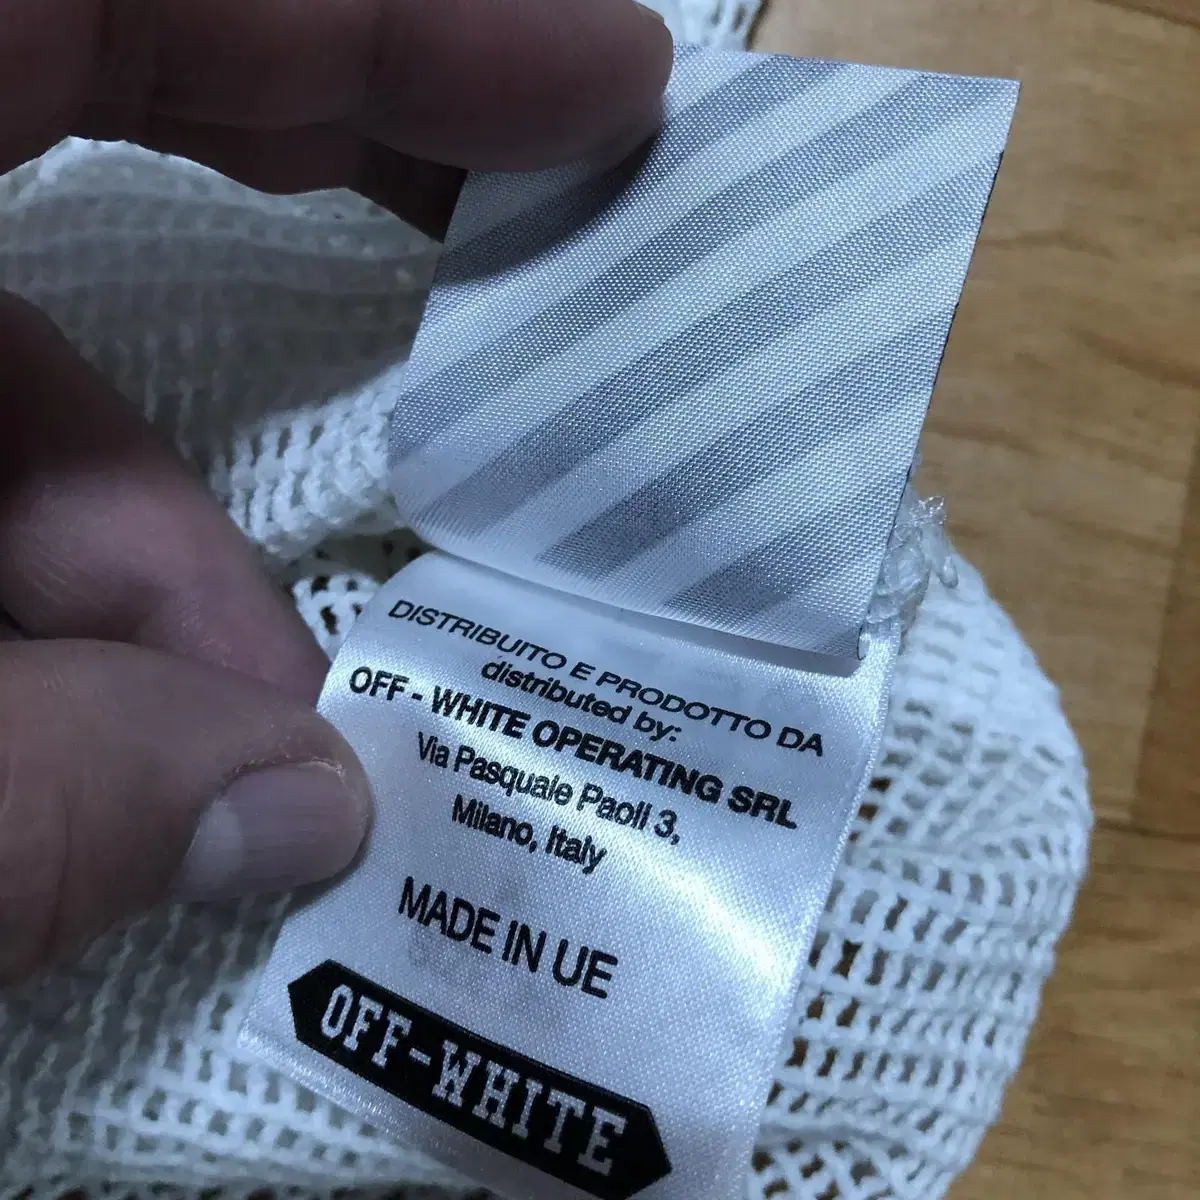 DISTRIBUITO E PRODOTTO DA
distributed by:
OFF - WHITE OPERATING SRL
Via Pasquale Paoli 3,
Milano, Italy
MADE IN UE
OFF-WHITE